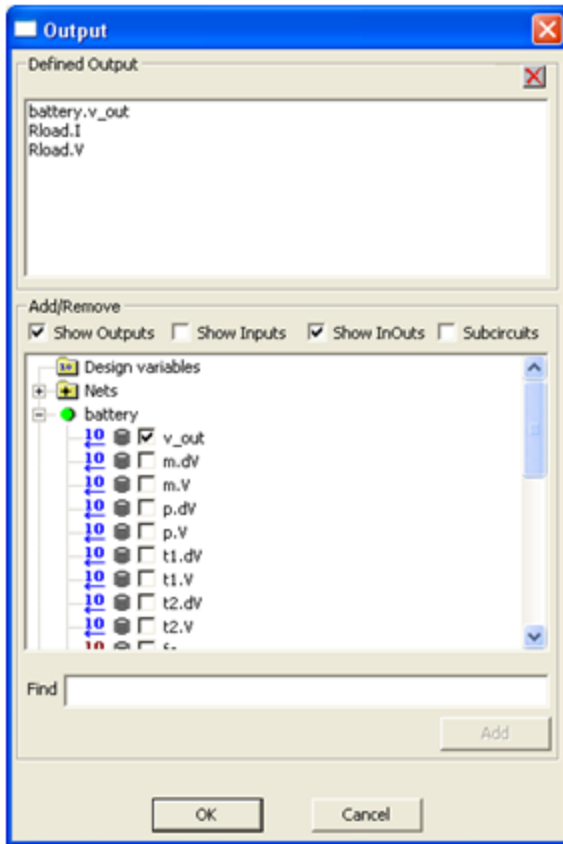 Output
Defined Output
battery.v_out
Rload.I
Rload.V
Add/Remove
Show Outputs Show Inputs Show InOuts Subcircuits
Design variables
Nets
battery
10 v_out
10 m.dV
10 m.V
10 p.dV
10 p.V
10 t1.dV
10 t1.V
10 t2.dV
10 t2.V
10
Find
Add
OK Cancel